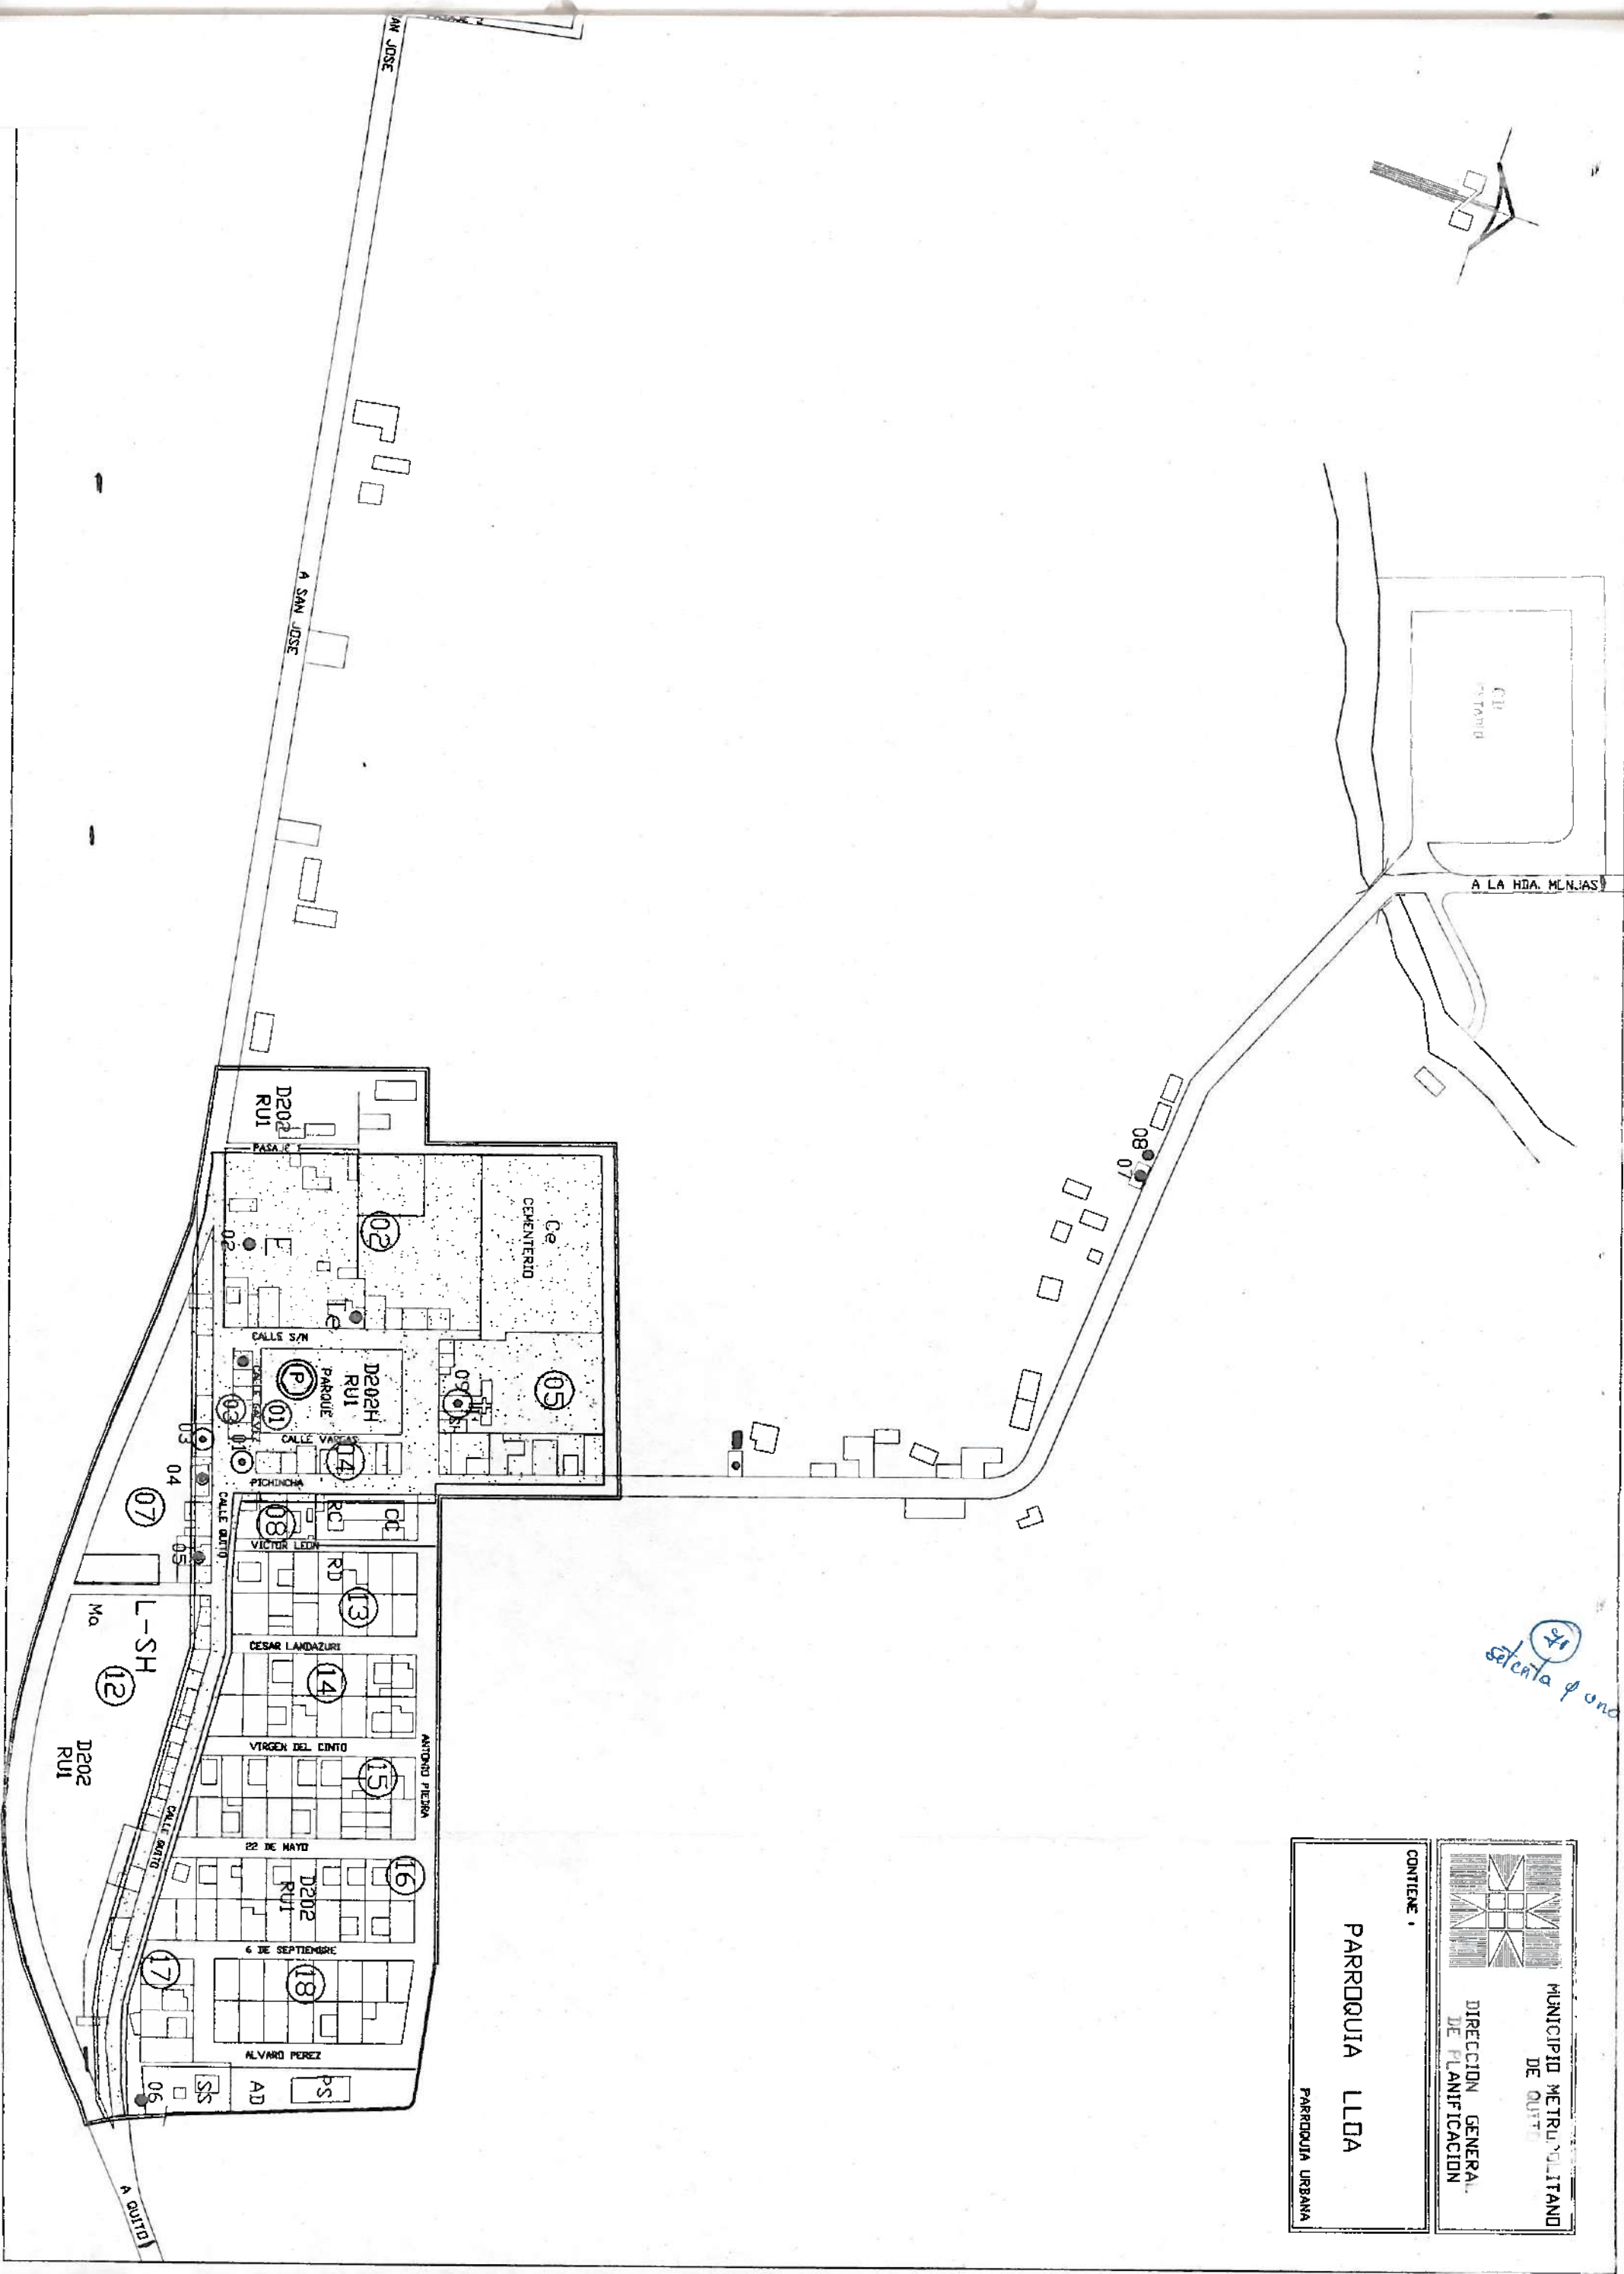 MUNICIPIO METROPOLITANO
DE QUITO
DIRECCION GENERAL
DE PLANIFICACION
CONTIENE :
PARROQUIA LLOA
PARROQUIA URBANA
71
setenta y uno
A LA HDA. MONJAS
ESTADIO
08
07
SAN JOSE
A SAN JOSE
D202
RU1
PASAJE 1
Ce
CEMENTERIO
02
02
E
Ie
CALLE S/N
05
09
D202H
RU1
PARQUE
P
01
03
CALLE VARGAS
04
01
03
PICHINCHA
04
07
05
CALLE QUITO
CC
RC
08
VICTOR LEON
RD
13
CESAR LANDAZURI
L-SH
Ma
12
14
VIRGEN DEL CINTO
ANTONIO PIEDRA
15
D202
RU1
22 DE MAYO
CALLE QUITO
16
D202
RU1
6 DE SEPTIEMBRE
17
18
ALVARO PEREZ
PS
AD
SS
06
A QUITO